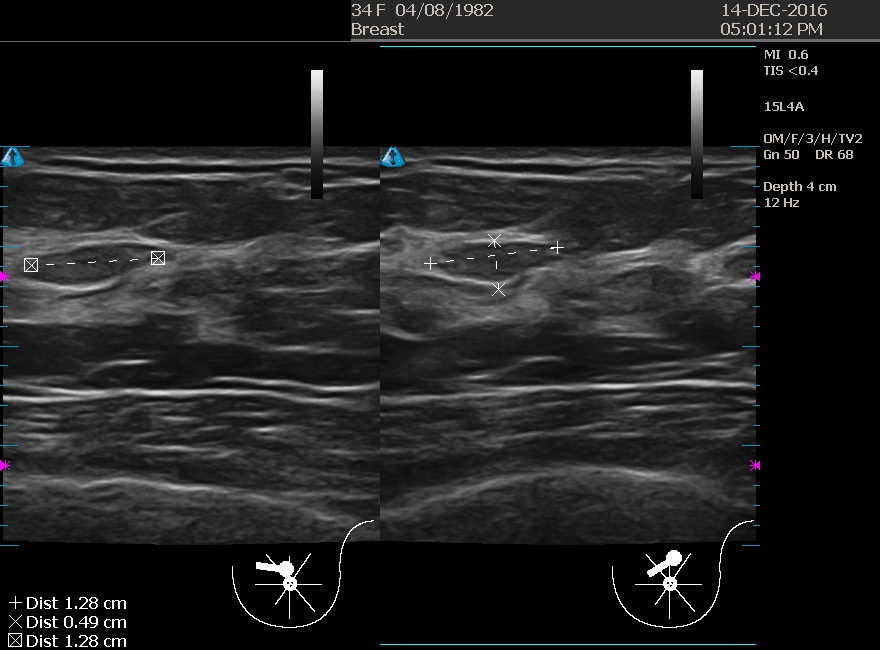 34 F 04/08/1982 14-DEC-2016
Breast 05:01:12 PM
MI 0.6
TIS <0.4
15L4A
OM/F/3/H/TV2
Gn 50 DR 68
Depth 4 cm
12 Hz
Dist 1.28 cm
Dist 0.49 cm
Dist 1.28 cm